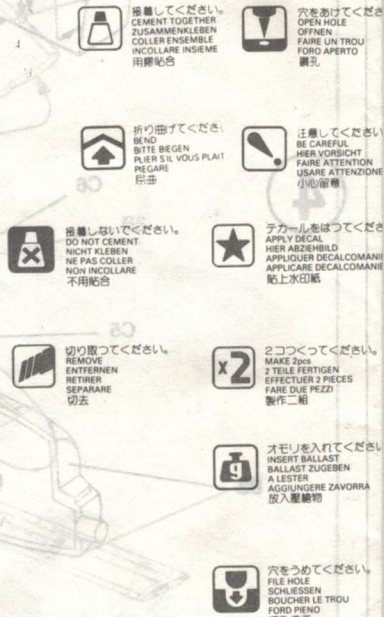 接着してください。
CEMENT TOGETHER
ZUSAMMENKLEBEN
COLLER ENSEMBLE
INCOLLARE INSIEME
用膠貼合
穴をあけてくださ
OPEN HOLE
OFFNEN
FAIRE UN TROU
FORO APERTO
鑽孔
折り曲げてくださ
BEND
BITTE BIEGEN
PLIER S'IL VOUS PLAIT
PIEGARE
屈曲
注意してください
BE CAREFUL
HIER VORSICHT
FAIRE ATTENTION
USARE ATTENZIONE
小心留意
接着しないでください。
DO NOT CEMENT
NICHT KLEBEN
NE PAS COLLER
NON INCOLLARE
不用貼合
デカールをはつてくださ
APPLY DECAL
HIER ABZIEHBILD
APPLIQUER DECALCOMANIE
APPLICARE DECALCOMANIE
貼上水印紙
切り取つてください。
REMOVE
ENTFERNEN
RETIRER
SEPARARE
切去
x2
2コつくってください。
MAKE 2pcs
2 TEILE FERTIGEN
EFFECTUER 2 PIECES
FARE DUE PEZZI
製作二組
g
オモリを入れてください
INSERT BALLAST
BALLAST ZUGEBEN
A LESTER
AGGIUNGERE ZAVORRA
放入壓艙物
穴をうめてください。
FILE HOLE
SCHLIESSEN
BOUCHER LE TROU
FORD PIENO
4
C6
C5